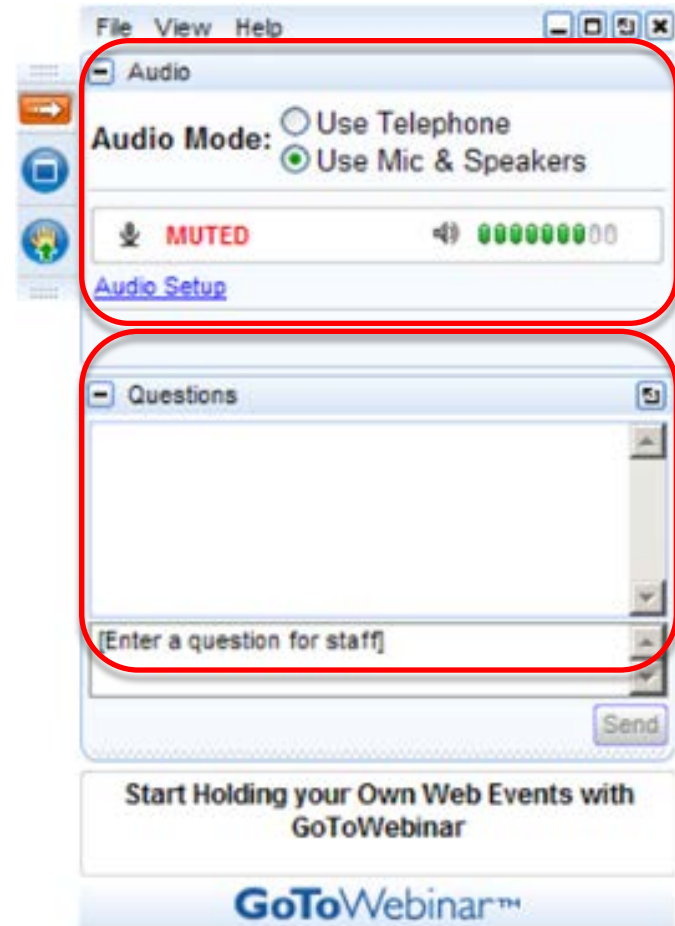 File View Help
Audio
Audio Mode: Use Telephone
Use Mic & Speakers
MUTED
Audio Setup
Questions
[Enter a question for staff]
Send
Start Holding your Own Web Events with
GoToWebinar
GoToWebinar™